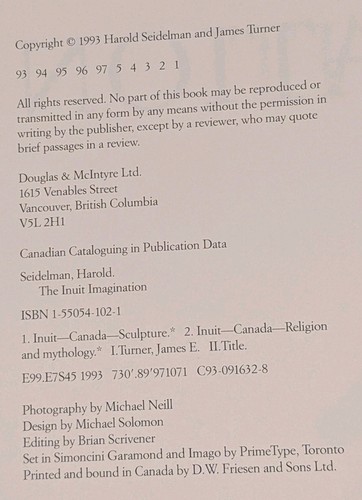 Copyright © 1993 Harold Seidelman and James Turner
93 94 95 96 97 5 4 3 2 1
All rights reserved. No part of this book may be reproduced or
transmitted in any form by any means without the permission in
writing by the publisher, except by a reviewer, who may quote
brief passages in a review.
Douglas & McIntyre Ltd.
1615 Venables Street
Vancouver, British Columbia
V5L 2H1
Canadian Cataloguing in Publication Data
Seidelman, Harold.
The Inuit Imagination
ISBN 1-55054-102-1
1. Inuit—Canada—Sculpture.* 2. Inuit—Canada—Religion
and mythology.* I.Turner, James E. II.Title.
E99.E7S45 1993 730'.89'971071 C93-091632-8
Photography by Michael Neill
Design by Michael Solomon
Editing by Brian Scrivener
Set in Simoncini Garamond and Imago by PrimeType, Toronto
Printed and bound in Canada by D.W. Friesen and Sons Ltd.